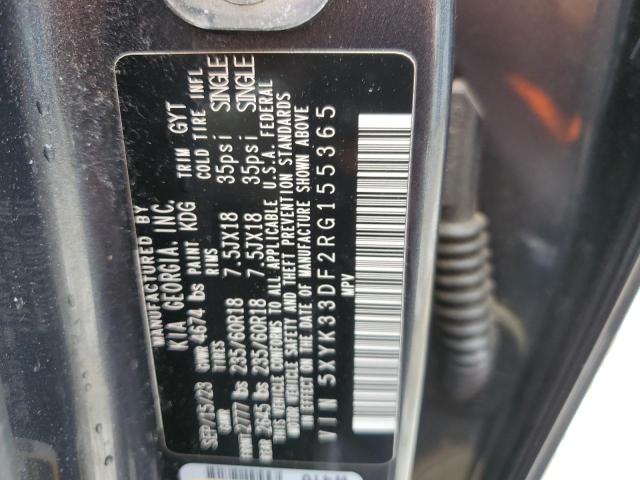 MANUFACTURED BY
KIA GEORGIA, INC.
SEP/15/23 GVWR 4674 lbs PAINT KDG TRIM GYT
GAWR TIRES RIMS COLD TIRE INFL
FRONT 2777 lbs 235/60R18 7.5JX18 35psi SINGLE
REAR 2645 lbs 235/60R18 7.5JX18 35psi SINGLE
THIS VEHICLE CONFORMS TO ALL APPLICABLE U.S.A. FEDERAL
MOTOR VEHICLE SAFETY AND THEFT PREVENTION STANDARDS
IN EFFECT ON THE DATE OF MANUFACTURE SHOWN ABOVE
VIN 5XYK33DF2RG155365
MPV